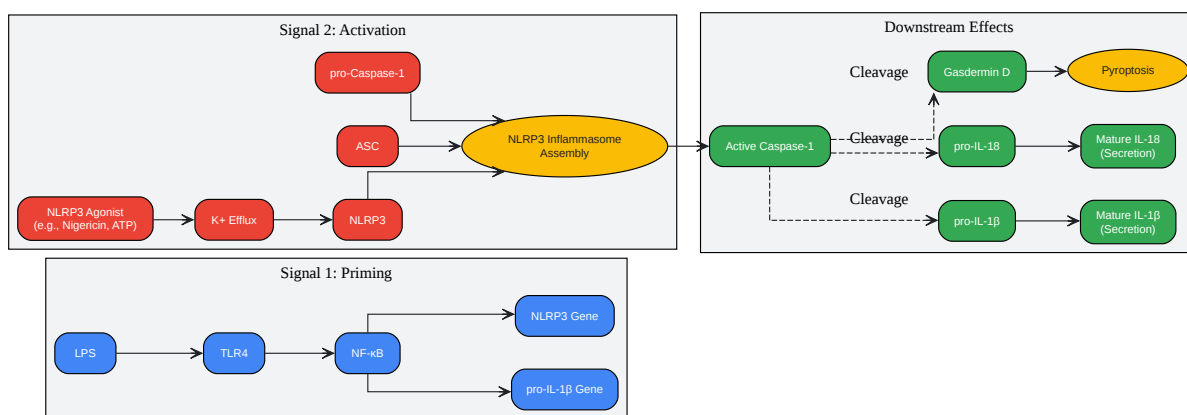 Signal 2: Activation
pro-Caspase-1
ASC
NLRP3 Inflammasome
Assembly
NLRP3 Agonist
(e.g., Nigericin, ATP)
K+ Efflux
NLRP3
Downstream Effects
Cleavage
Gasdermin D
Pyroptosis
Active Caspase-1
Cleavage
pro-IL-18
Mature IL-18
(Secretion)
Cleavage
pro-IL-1β
Mature IL-1β
(Secretion)
Signal 1: Priming
LPS
TLR4
NF-κB
NLRP3 Gene
pro-IL-1β Gene